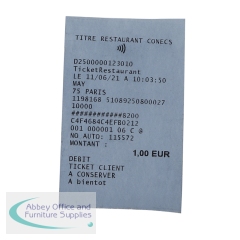 TITRE RESTAURANT CONECS
D2500000123010
TicketRestaurant
LE 11/06/21 A 10:03:50
MAY
75 PARIS
1198168 51089250800027
10000
############8200
C4F4684C4EFB0212
001 000001 06 C @
NO AUTO: 115572
MONTANT :
1,00 EUR
DEBIT
TICKET CLIENT
A CONSERVER
A bientot
Abbey Office and
Furniture Supplies